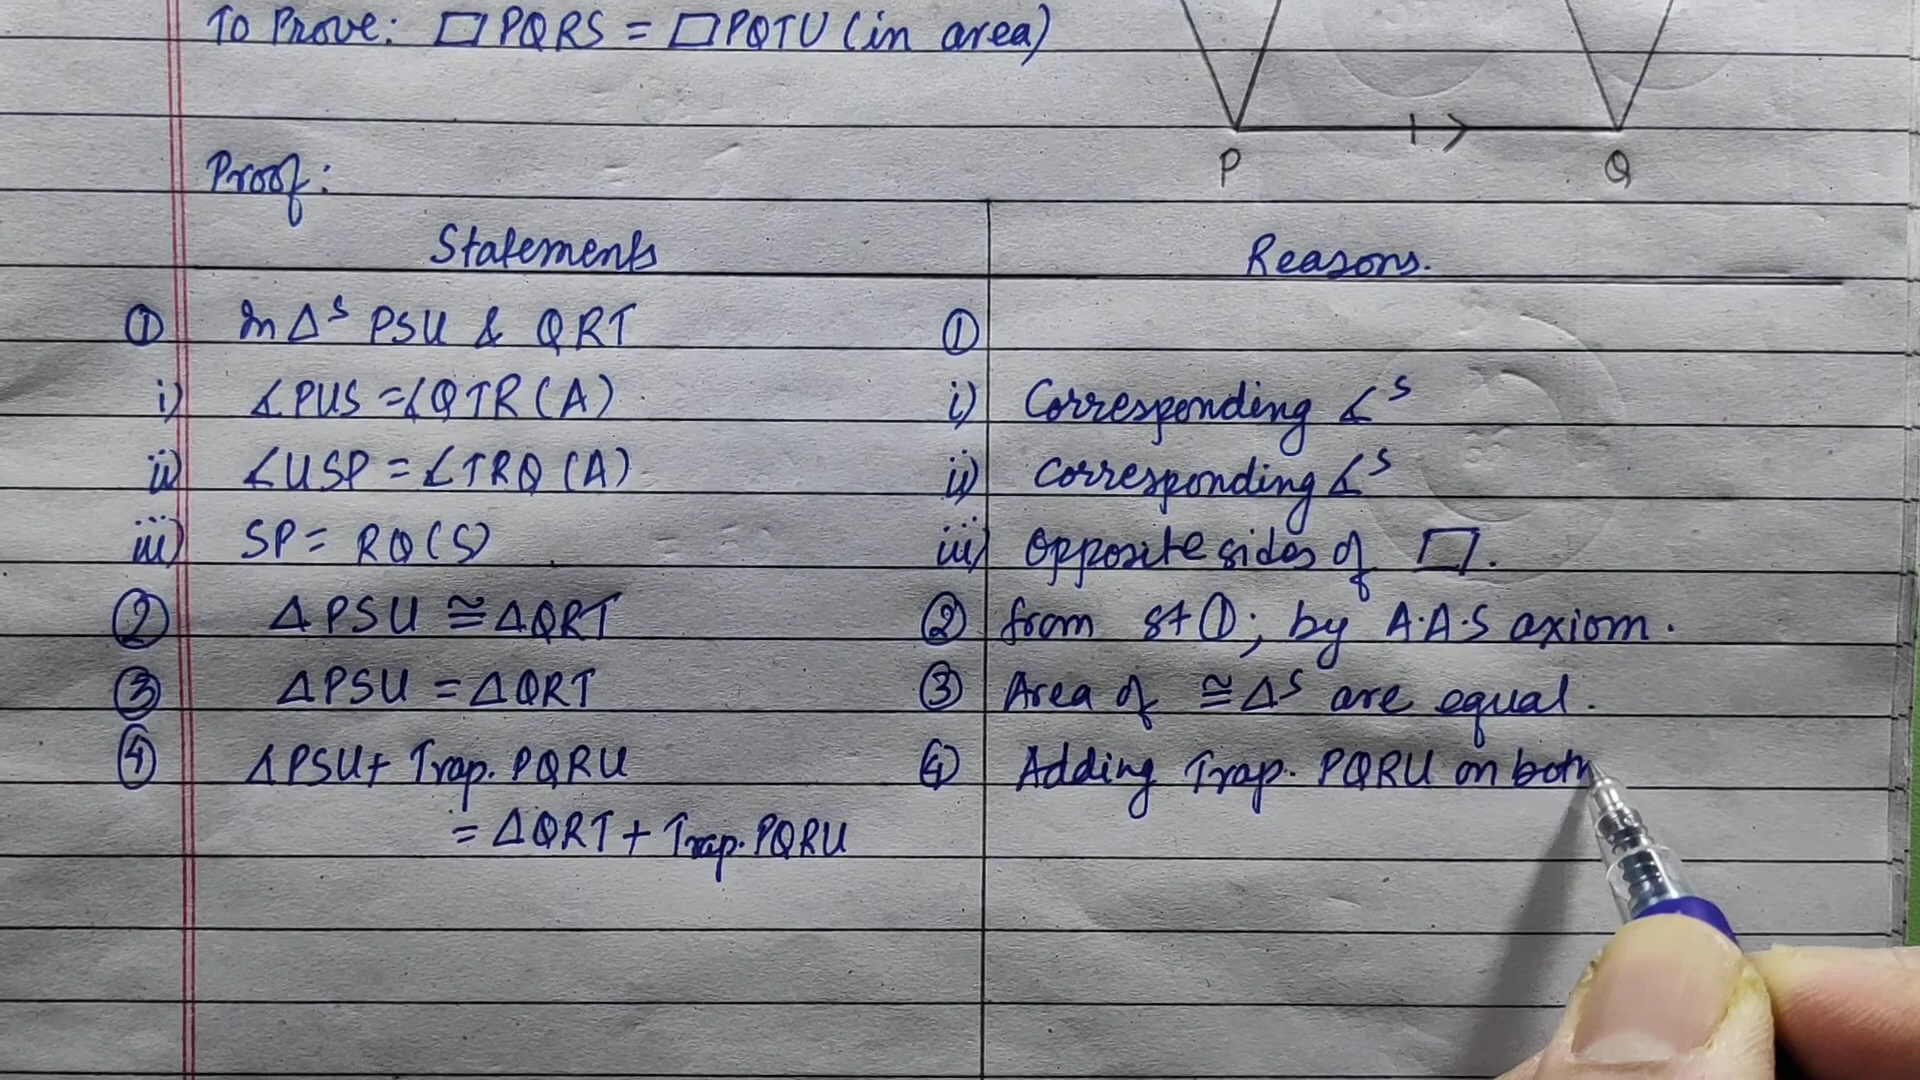 To Prove: ▱PQRS = ▱PQTU (in area)
P Q
Proof:
Statements Reasons.
① In Δˢ PSU & QRT ①
i) ∡PUS = ∡QTR (A) i) Corresponding ∡ˢ
ii) ∡USP = ∡TRQ (A) ii) Corresponding ∡ˢ
iii) SP = RQ (S) iii) Opposite sides of ▱.
② ΔPSU ≅ ΔQRT ② from st ①; by A.A.S axiom.
③ ΔPSU = ΔQRT ③ Area of ≅ Δˢ are equal.
④ ΔPSU + Trap. PQRU ④ Adding Trap. PQRU on both
= ΔQRT + Trap. PQRU